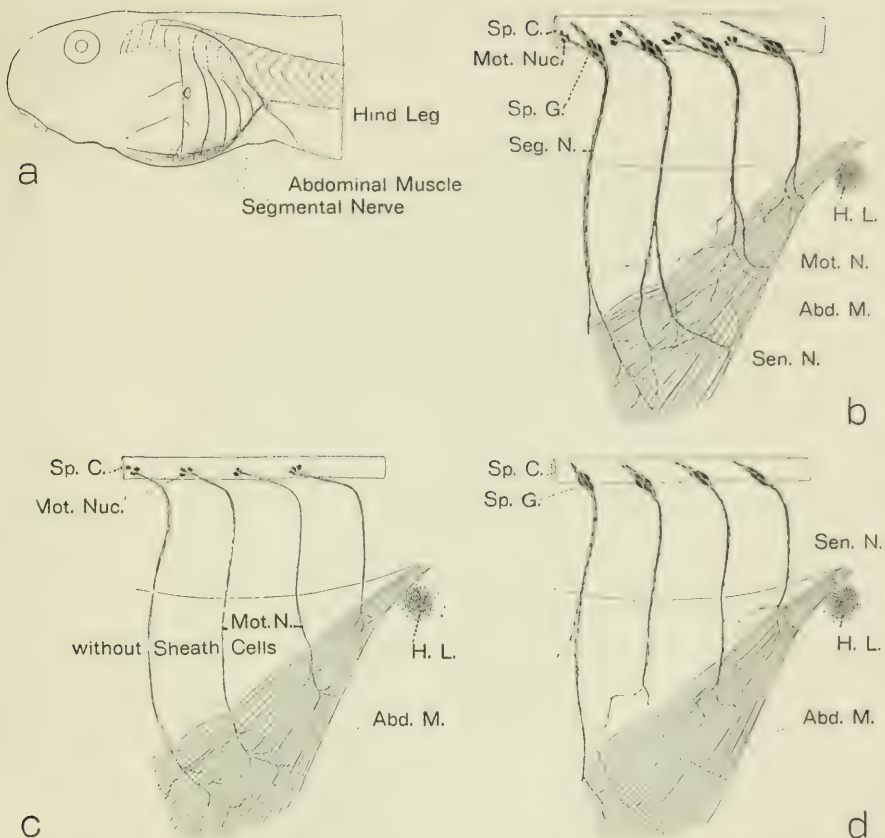 a
Hind Leg
Abdominal Muscle
Segmental Nerve
Sp. C.
Mot. Nuc.
Sp. G.
Seg. N.
H. L.
Mot. N.
Abd. M.
Sen. N.
b
Sp. C.
Mot. Nuc.
Mot. N.
without Sheath Cells
H. L.
Abd. M.
c
Sp. C.
Sp. G.
Sen. N.
H. L.
Abd. M.
d